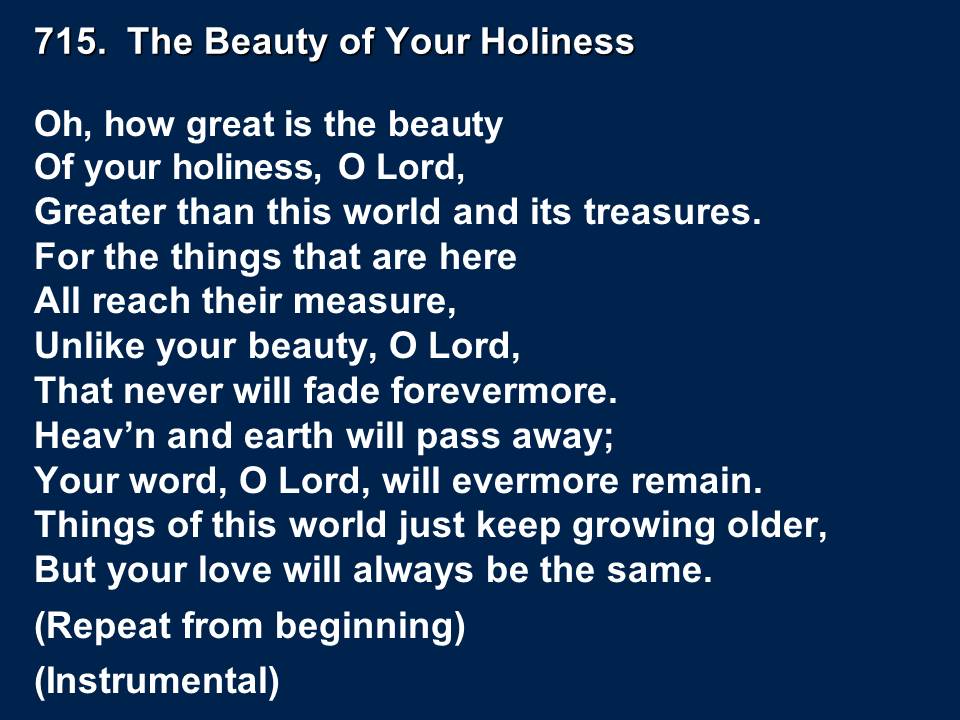 715. The Beauty of Your Holiness
Oh, how great is the beauty
Of your holiness, O Lord,
Greater than this world and its treasures.
For the things that are here
All reach their measure,
Unlike your beauty, O Lord,
That never will fade forevermore.
Heav’n and earth will pass away;
Your word, O Lord, will evermore remain.
Things of this world just keep growing older,
But your love will always be the same.
(Repeat from beginning)
(Instrumental)